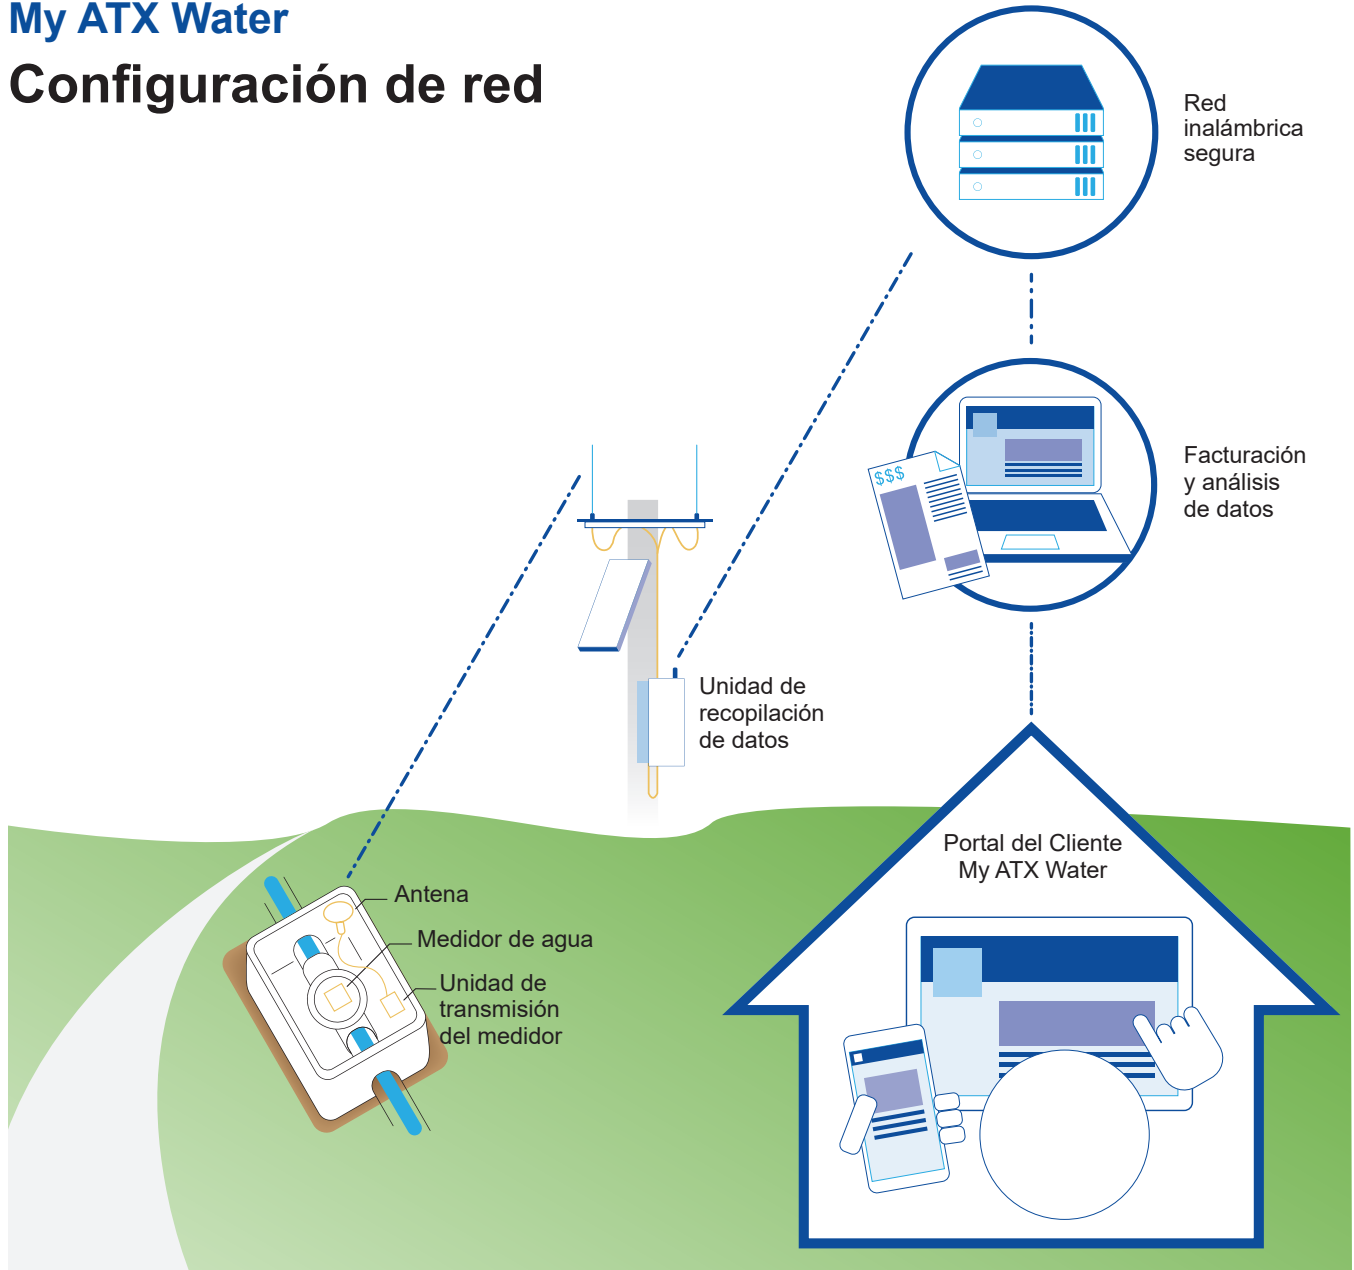 My ATX Water
Configuración de red
Red
inalámbrica
segura
$$$
Facturación
y análisis
de datos
Unidad de
recopilación
de datos
Portal del Cliente
My ATX Water
Antena
Medidor de agua
Unidad de
transmisión
del medidor